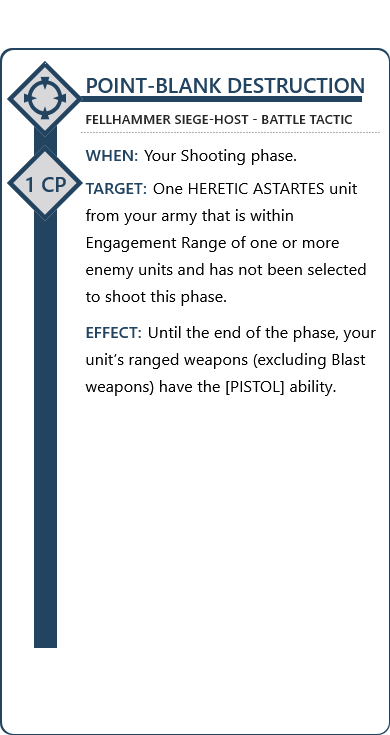 POINT-BLANK DESTRUCTION
FELLHAMMER SIEGE-HOST - BATTLE TACTIC
WHEN: Your Shooting phase.
1 CP
TARGET: One HERETIC ASTARTES unit
from your army that is within
Engagement Range of one or more
enemy units and has not been selected
to shoot this phase.
EFFECT: Until the end of the phase, your
unit’s ranged weapons (excluding Blast
weapons) have the [PISTOL] ability.